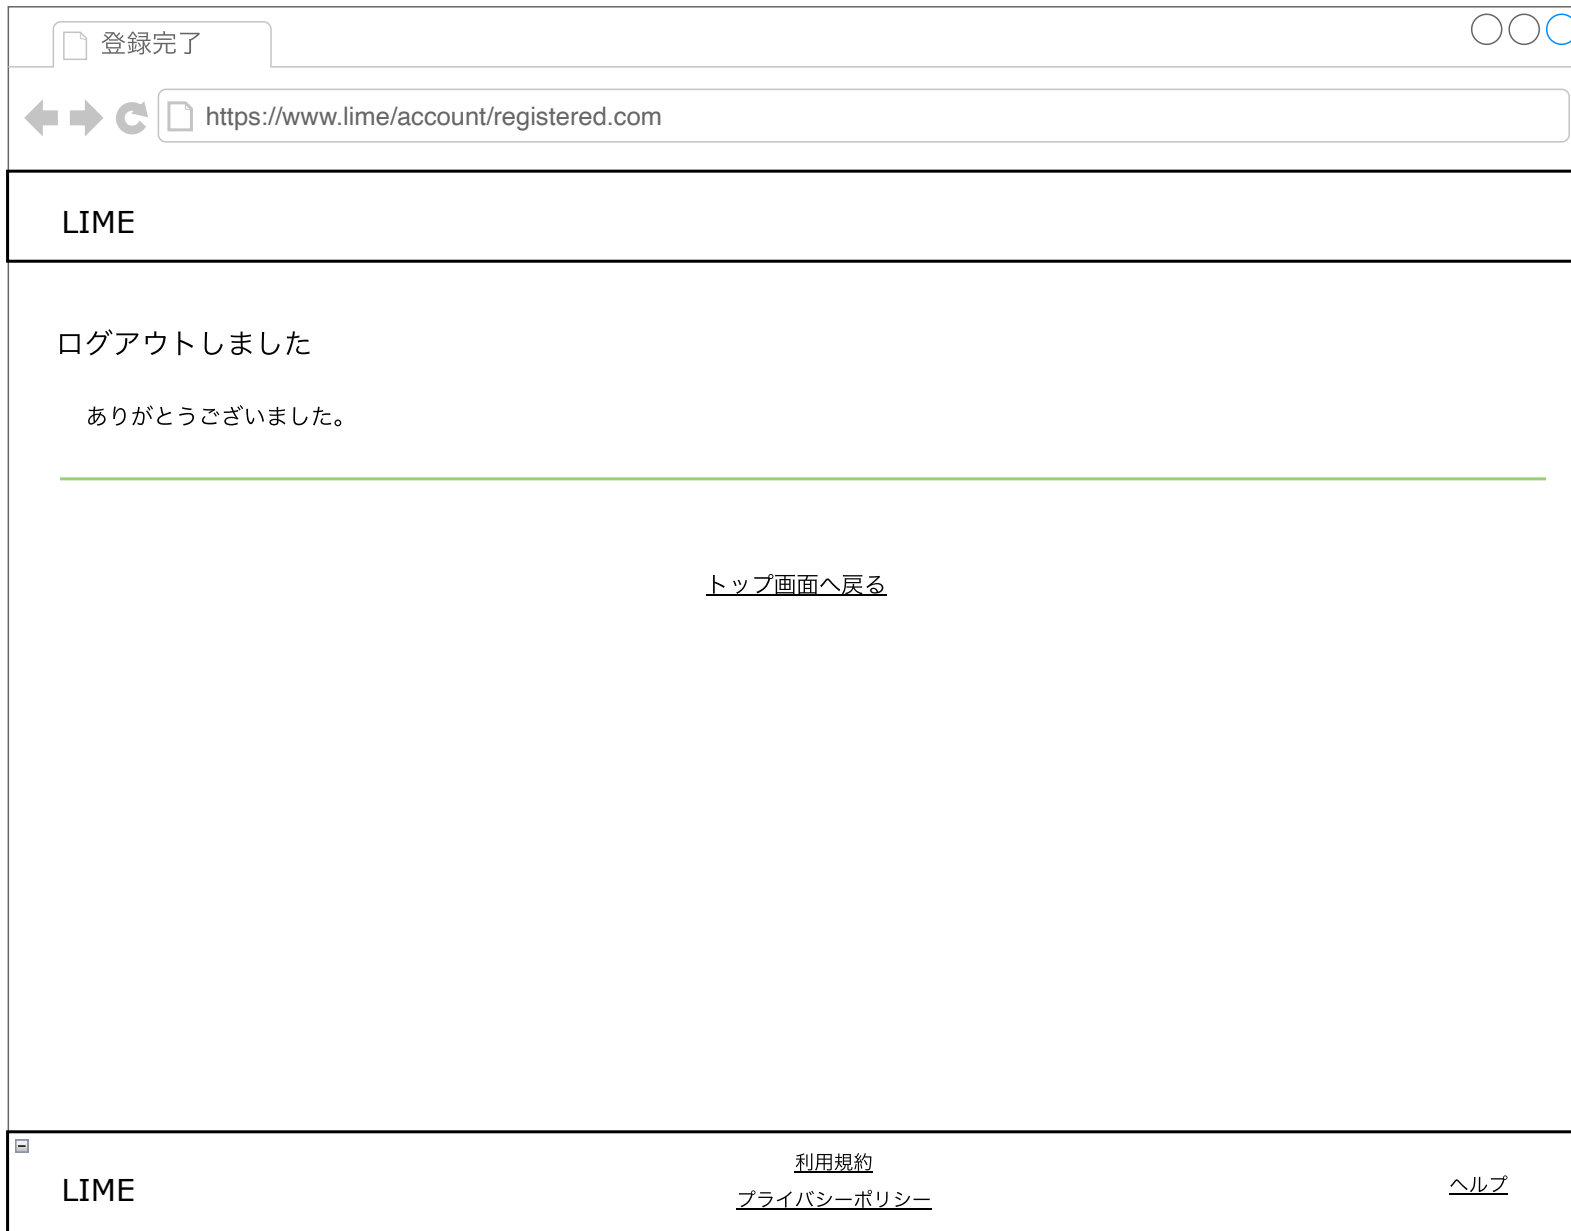 登録完了
https://www.lime/account/registered.com
LIME
ログアウトしました
ありがとうございました。
トップ画面へ戻る
LIME
利用規約
プライバシーポリシー
ヘルプ